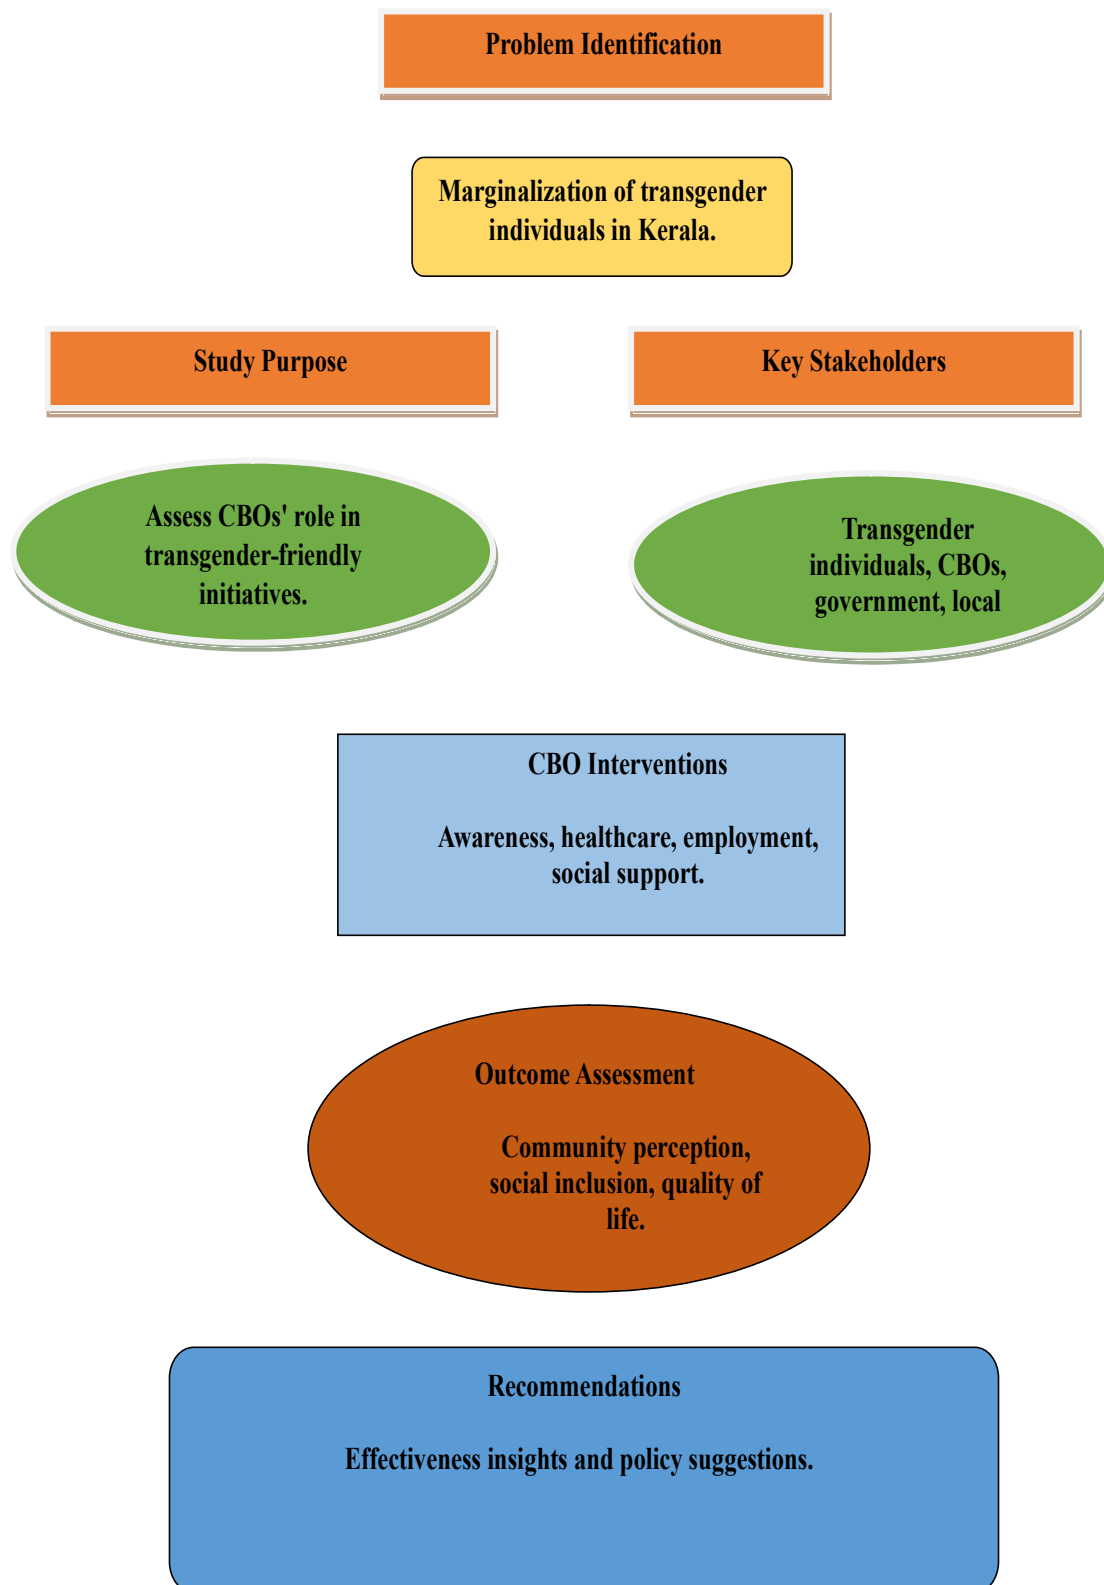 Problem Identification
Marginalization of transgender
individuals in Kerala.
Study Purpose
Key Stakeholders
Assess CBOs' role in
transgender-friendly
initiatives.
Transgender
individuals, CBOs,
government, local
CBO Interventions
Awareness, healthcare, employment,
social support.
Outcome Assessment
Community perception,
social inclusion, quality of
life.
Recommendations
Effectiveness insights and policy suggestions.